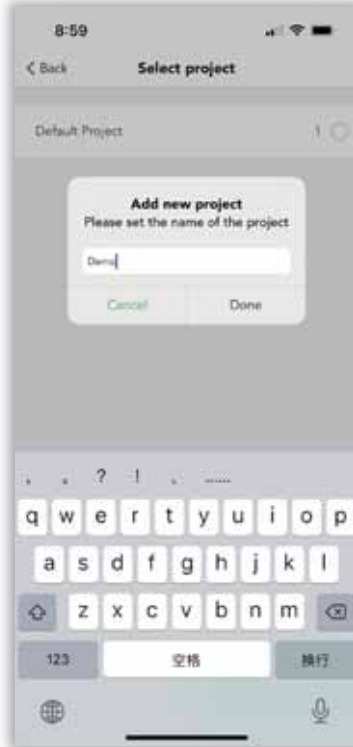 8:59
Back
Select project
Default Project
1
Add new project
Please set the name of the project
Demo
Cancel
Done
, 。 ? ! 、 ......
q w e r t y u i o p
a s d f g h j k l
z x c v b n m
123
空格
换行